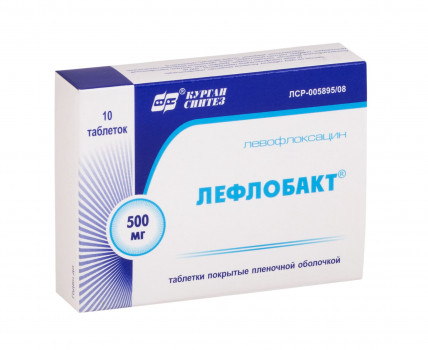 ®
КУРГАН
СИНТЕЗ
ЛСР-005895/08
10
таблеток
левофлоксацин
ЛЕФЛОБАКТ®
500
мг
таблетки покрытые пленочной оболочкой